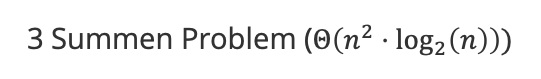 3 Summen Problem (Θ(𝑛² · log₂(𝑛)))